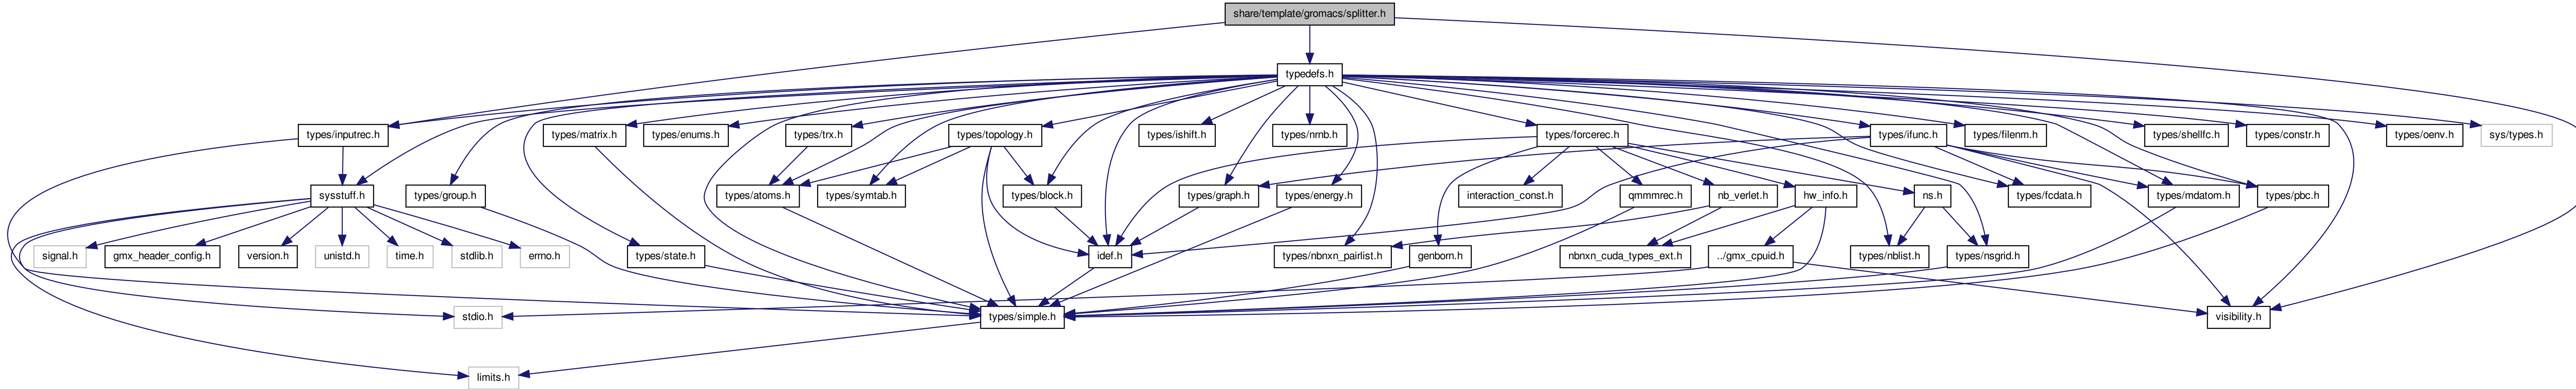 share/template/gromacs/splitter.h
typedefs.h
types/inputrec.h
types/matrix.h
types/enums.h
types/trx.h
types/topology.h
types/ishift.h
types/nrnb.h
types/forcerec.h
types/ifunc.h
types/filenm.h
types/shellfc.h
types/constr.h
types/oenv.h
sys/types.h
sysstuff.h
types/group.h
types/atoms.h
types/symtab.h
types/block.h
types/graph.h
types/energy.h
interaction_const.h
qmmmrec.h
nb_verlet.h
hw_info.h
ns.h
types/fcdata.h
types/mdatom.h
types/pbc.h
signal.h
gmx_header_config.h
version.h
unistd.h
time.h
stdlib.h
errno.h
types/state.h
idef.h
types/nbnxn_pairlist.h
genborn.h
nbnxn_cuda_types_ext.h
../gmx_cpuid.h
types/nblist.h
types/nsgrid.h
stdio.h
types/simple.h
visibility.h
limits.h